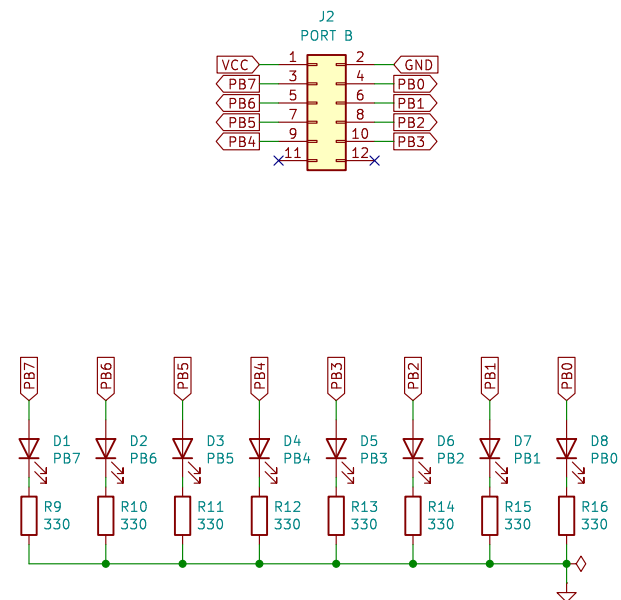 J2
PORT B
VCC 1 2 GND
PB7 3 4 PB0
PB6 5 6 PB1
PB5 7 8 PB2
PB4 9 10 PB3
11 12
PB7 PB6 PB5 PB4 PB3 PB2 PB1 PB0
D1 D2 D3 D4 D5 D6 D7 D8
PB7 PB6 PB5 PB4 PB3 PB2 PB1 PB0
R9 R10 R11 R12 R13 R14 R15 R16
330 330 330 330 330 330 330 330